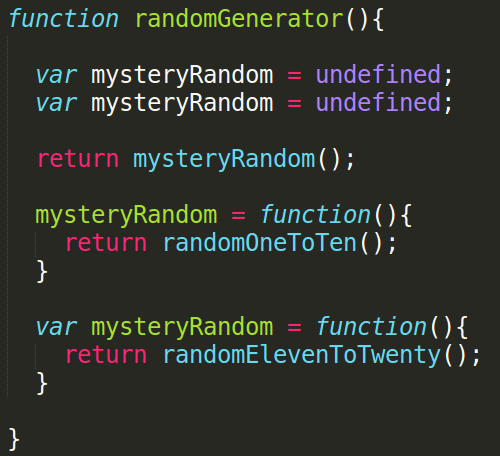 function randomGenerator(){
var mysteryRandom = undefined;
var mysteryRandom = undefined;
return mysteryRandom();
mysteryRandom = function(){
return randomOneToTen();
}
var mysteryRandom = function(){
return randomElevenToTwenty();
}
}